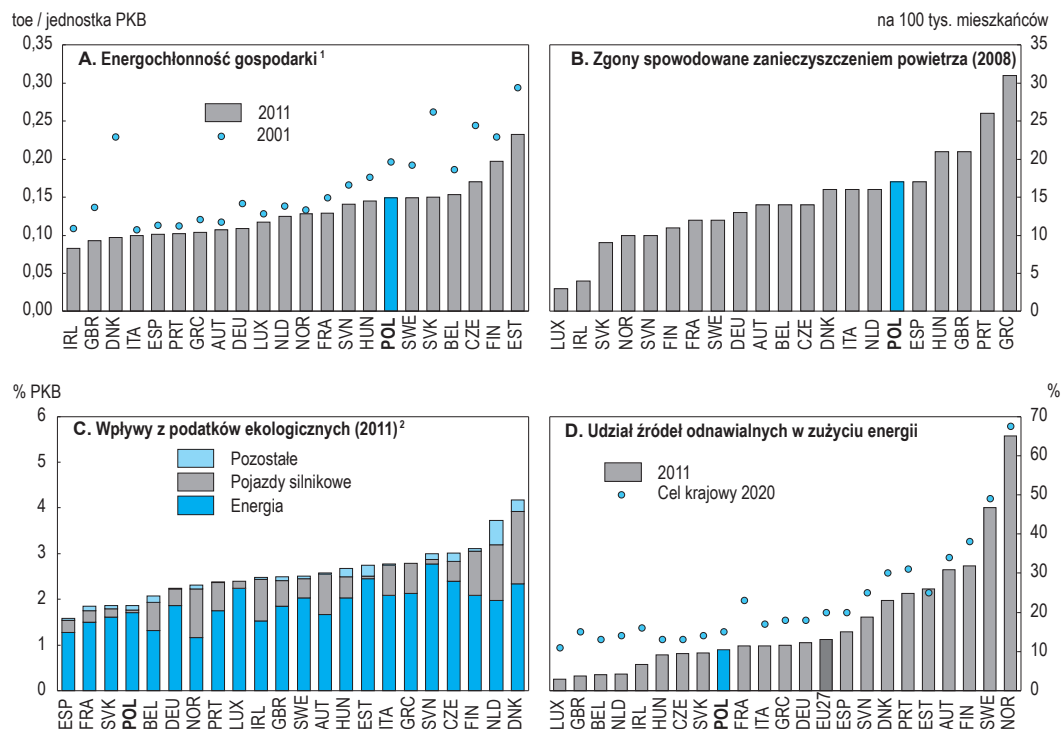 toe / jednostka PKB
A. Energochłonność gospodarki 1
0,35
0,30
0,25
0,20
0,15
0,10
0,05
0,00
2011
2001
IRL GBR DNK ITA ESP PRT GRC AUT DEU LUX NLD NOR FRA SVN HUN POL SWE SVK BEL CZE FIN EST
na 100 tys. mieszkańców
B. Zgony spowodowane zanieczyszczeniem powietrza (2008)
35
30
25
20
15
10
5
0
LUX IRL SVK NOR SVN FIN FRA SWE DEU AUT BEL CZE DNK ITA NLD POL ESP HUN GBR PRT GRC
% PKB
C. Wpływy z podatków ekologicznych (2011) 2
6
5
4
3
2
1
0
Pozostałe
Pojazdy silnikowe
Energia
ESP FRA SVK POL BEL DEU NOR PRT LUX IRL GBR SWE AUT HUN EST ITA GRC SVN CZE FIN NLD DNK
%
D. Udział źródeł odnawialnych w zużyciu energii
70
60
50
40
30
20
10
0
2011
Cel krajowy 2020
LUX GBR BEL NLD IRL HUN CZE SVK POL FRA ITA GRC DEU EU27 ESP SVN DNK PRT EST AUT FIN SWE NOR